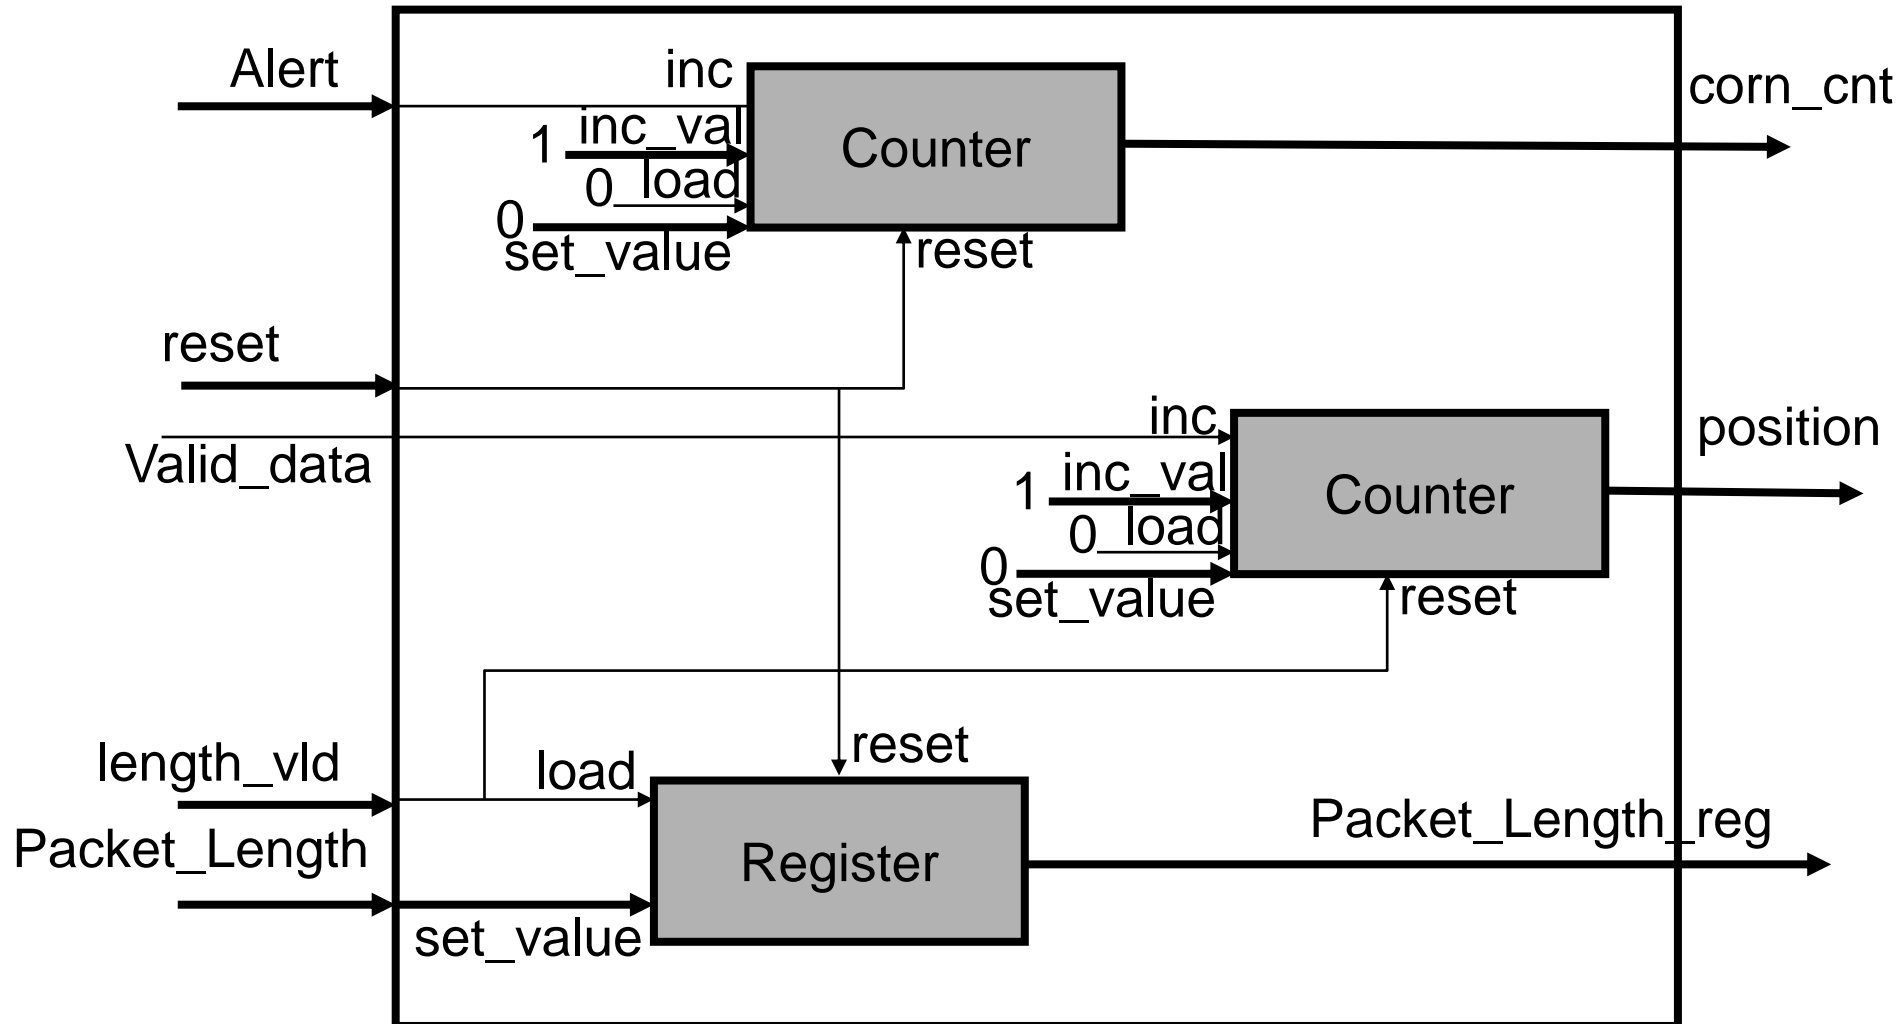 Alert
inc
corn_cnt
1 inc_val
Counter
0 load
0
set_value
reset
reset
inc
position
Valid_data
1 inc_val
Counter
0 load
0
set_value
reset
length_vld
load
reset
Packet_Length
Register
Packet_Length_reg
set_value